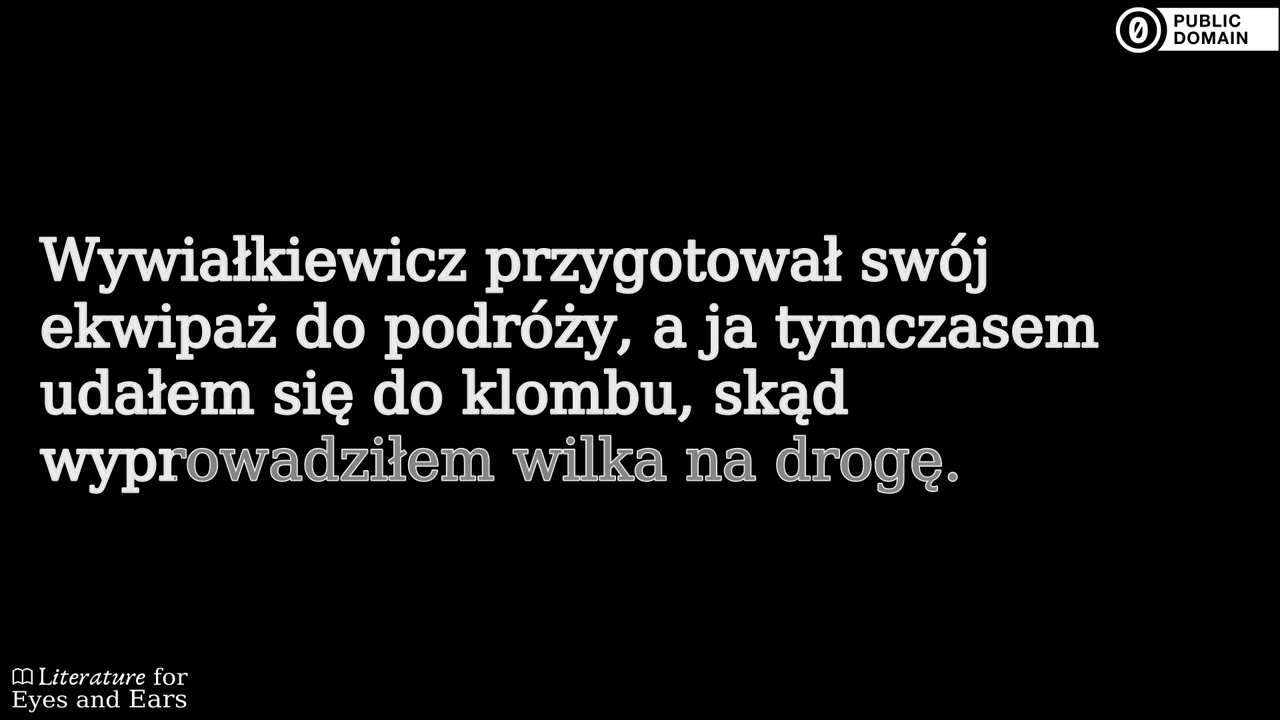 PUBLIC
DOMAIN
Wywiałkiewicz przygotował swój
ekwipaż do podróży, a ja tymczasem
udałem się do klombu, skąd
wyprowadziłem wilka na drogę.
Literature for
Eyes and Ears